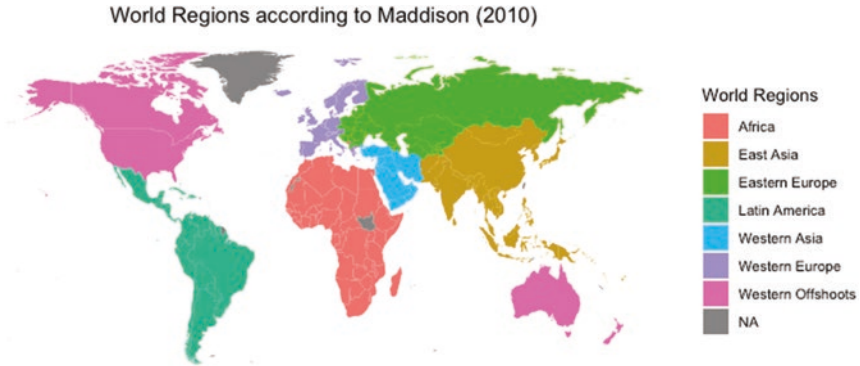 World Regions according to Maddison (2010)
World Regions
Africa
East Asia
Eastern Europe
Latin America
Western Asia
Western Europe
Western Offshoots
NA